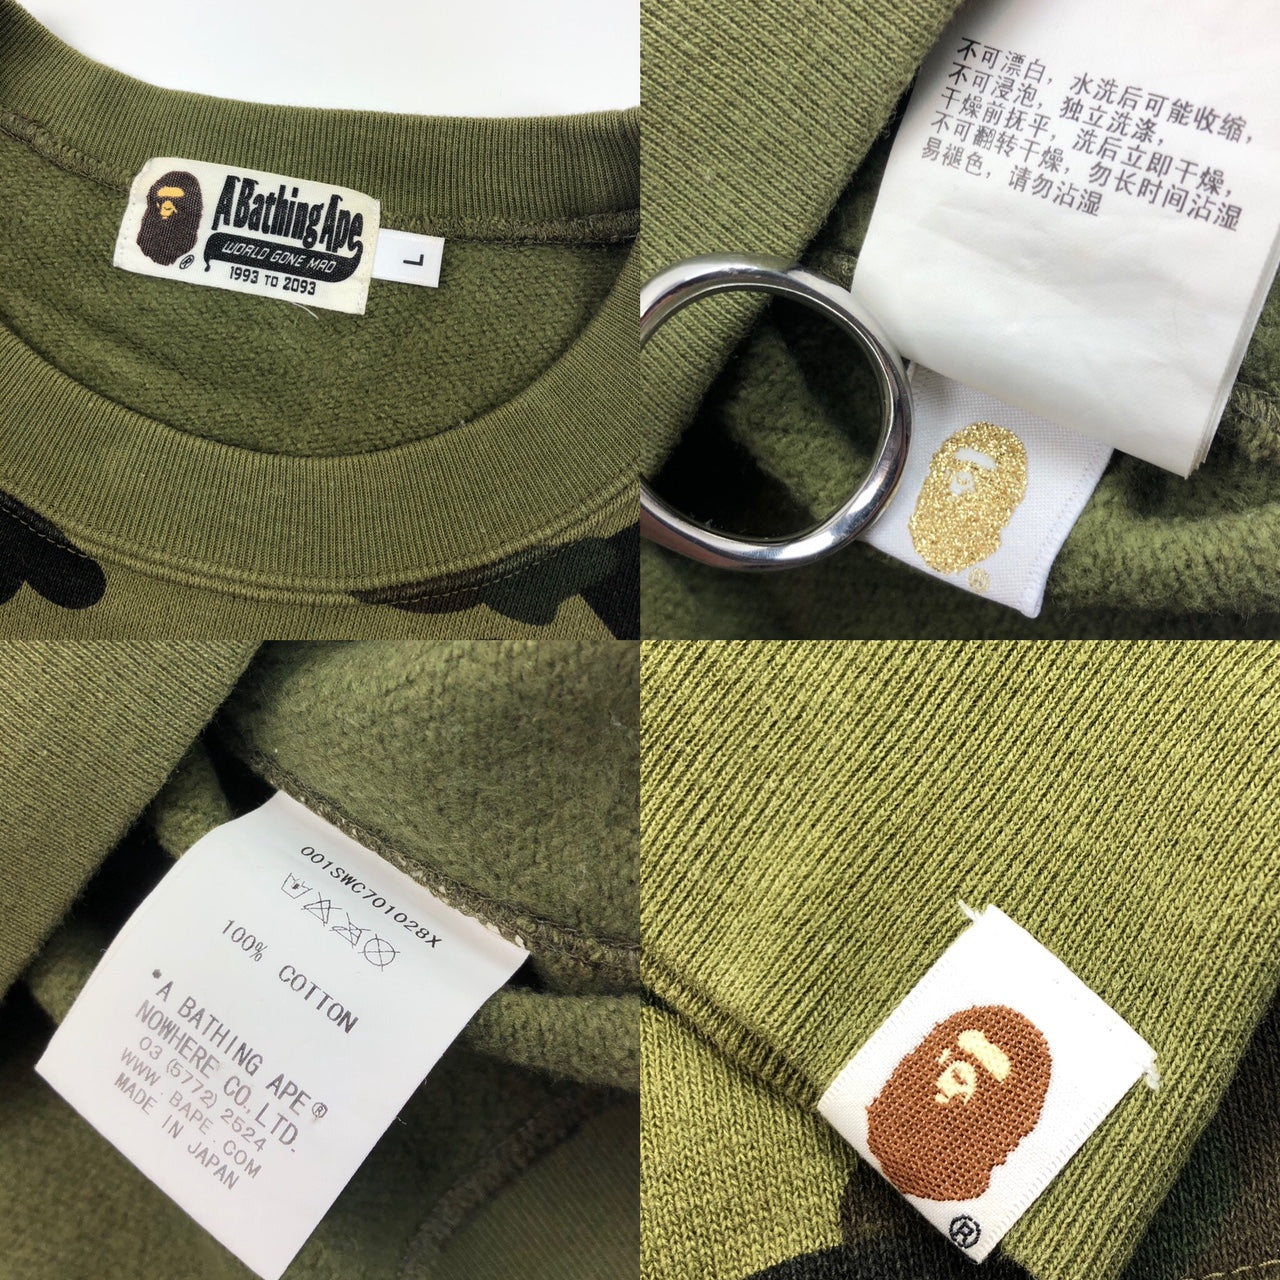 A Bathing Ape
WORLD GONE MAD
1993 TO 2093
®
L
不可漂白，水洗后可能收缩，
不可浸泡，独立洗涤，
干燥前抚平，洗后立即干燥，
不可翻转干燥，勿长时间沾湿
易褪色，请勿沾湿
®
001SWC701028X
100% COTTON
*A BATHING APE®
NOWHERE CO., LTD.
03 (5772) 2524
WWW. BAPE. COM
MADE IN JAPAN
®